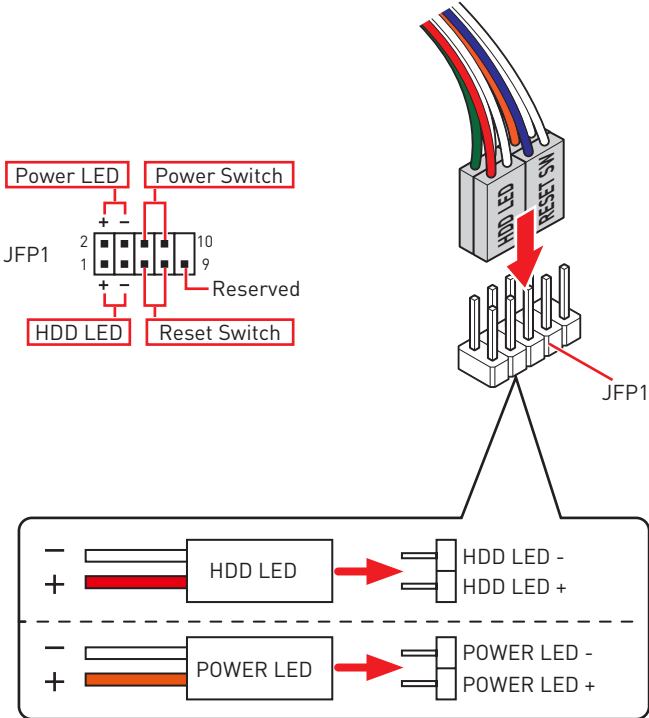 HDD LED
RESET SW
Power LED
Power Switch
+ −
2
10
JFP1
1
9
+ −
Reserved
HDD LED
Reset Switch
JFP1
−
+
HDD LED
HDD LED -
HDD LED +
−
+
POWER LED
POWER LED -
POWER LED +